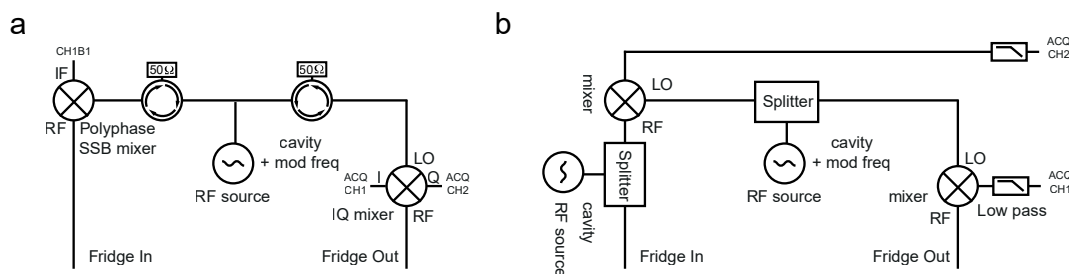 a
CH1B1
IF
50Ω
50Ω
RF
Polyphase
SSB mixer
cavity
+ mod freq
RF source
LO
ACQ
CH1
I
Q
ACQ
CH2
IQ mixer
RF
Fridge In
Fridge Out
b
ACQ
CH2
mixer
LO
RF
Splitter
Splitter
cavity
+ mod freq
RF source
cavity
RF source
LO
ACQ
CH1
mixer
RF
Low pass
Fridge In
Fridge Out